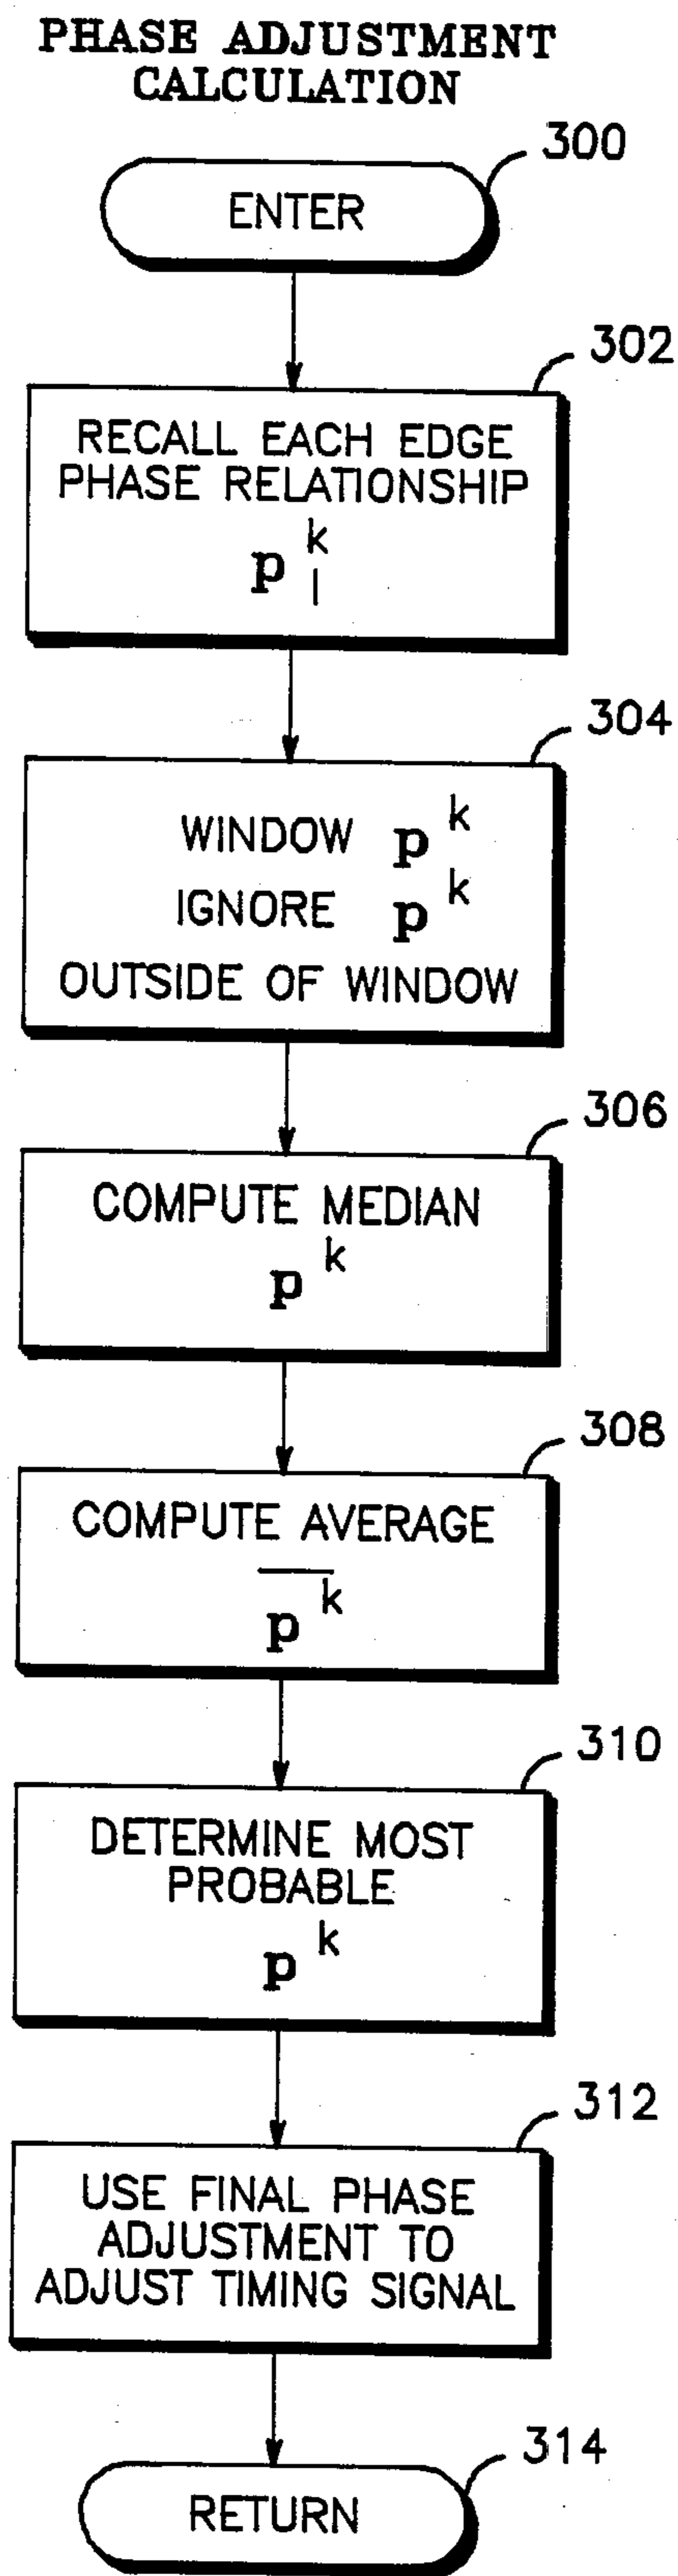 PHASE ADJUSTMENT
CALCULATION
300
ENTER
302
RECALL EACH EDGE
PHASE RELATIONSHIP
p k l
304
WINDOW p k
IGNORE p k
OUTSIDE OF WINDOW
306
COMPUTE MEDIAN
p k
308
COMPUTE AVERAGE
p k
310
DETERMINE MOST
PROBABLE
p k
312
USE FINAL PHASE
ADJUSTMENT TO
ADJUST TIMING SIGNAL
314
RETURN